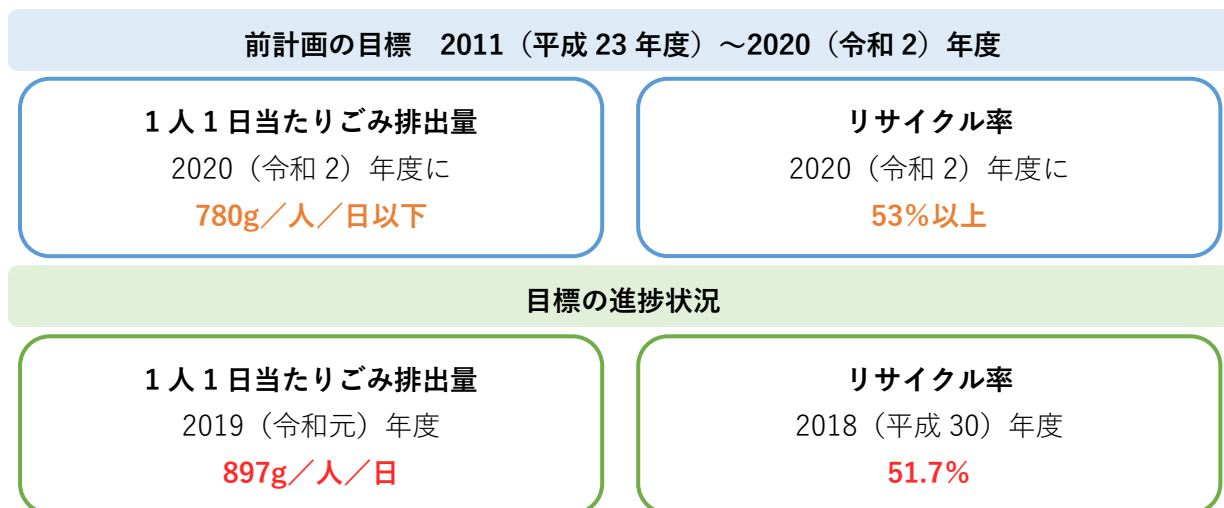 前計画の目標　2011（平成 23 年度）～2020（令和 2）年度
1 人 1 日当たりごみ排出量
2020（令和 2）年度に
780g／人／日以下
リサイクル率
2020（令和 2）年度に
53%以上
目標の進捗状況
1 人 1 日当たりごみ排出量
2019（令和元）年度
897g／人／日
リサイクル率
2018（平成 30）年度
51.7%